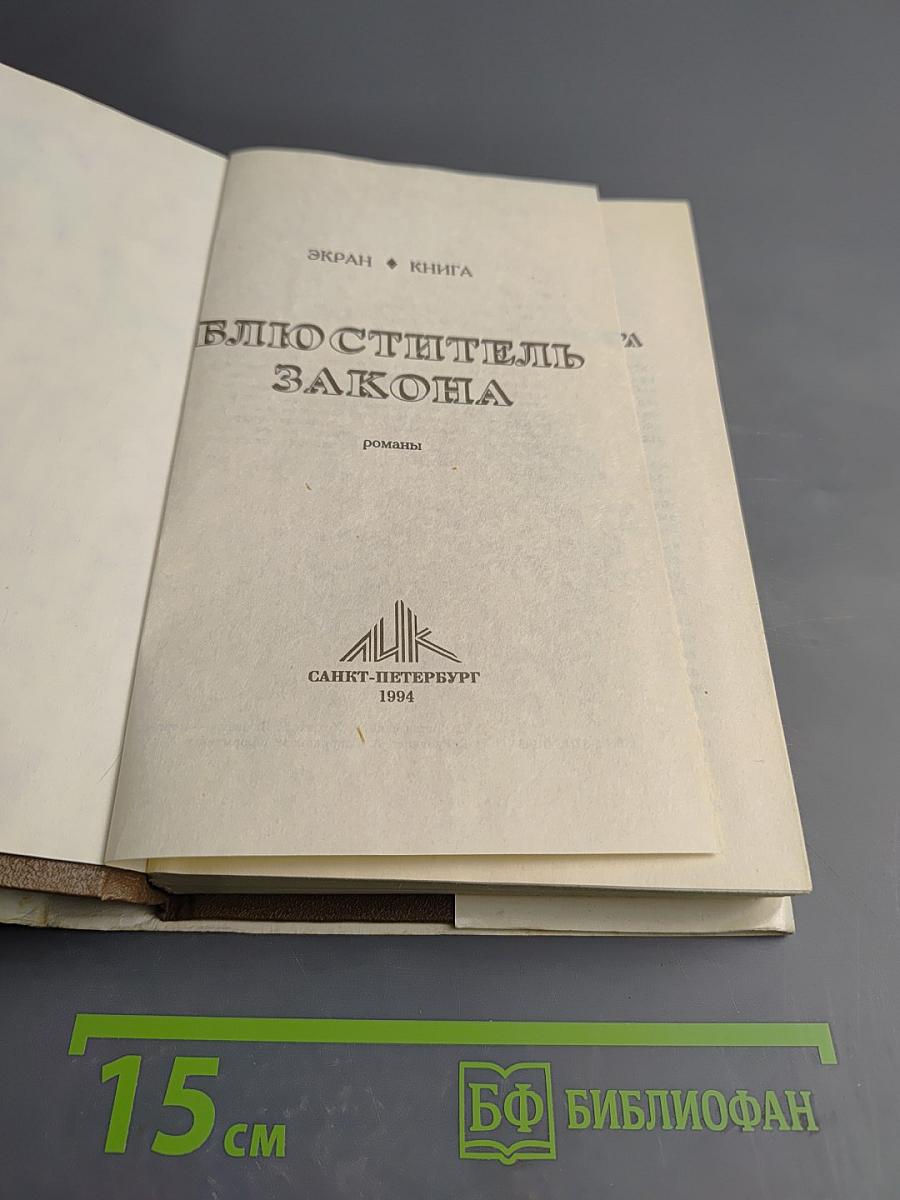 ЭКРАН ♦ КНИГА
БЛЮСТИТЕЛЬ
ЗАКОНА
романы
ЛИК
САНКТ-ПЕТЕРБУРГ
1994
15 см
БФ БИБЛИОФАН